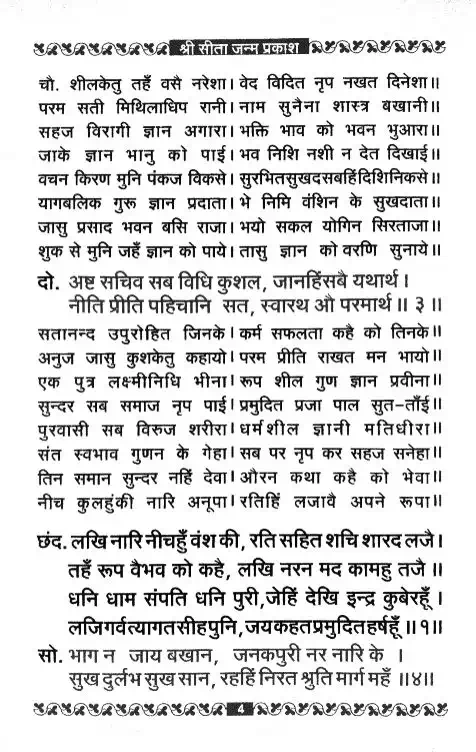 श्री सीता जन्म प्रकाश
चौ. शीलकेतु तहँ वसै नरेशा। वेद विदित नृप नखत दिनेशा॥
परम सती मिथिलाधिप रानी। नाम सुनैना शास्त्र बखानी॥
सहज विरागी ज्ञान अगारा। भक्ति भाव को भवन भुआरा॥
जाके ज्ञान भानु को पाई। भव निशि नशी न देत दिखाई॥
वचन किरण मुनि पंकज विकसे। सुरभितसुखदसबहिंदिशिनिकसे॥
यागबलिक गुरू ज्ञान प्रदाता। भे निमि वंशिन के सुखदाता॥
जासु प्रसाद भवन बसि राजा। भयो सकल योगिन सिरताजा॥
शुक से मुनि जहँ ज्ञान को पाये। तासु ज्ञान को वरणि सुनाये॥
दो. अष्ट सचिव सब विधि कुशल, जानहिंसबै यथार्थ।
नीति प्रीति पहिचानि सत, स्वारथ औ परमार्थ॥ ३॥
सतानन्द उपुरोहित जिनके। कर्म सफलता कहै को तिनके॥
अनुज जासु कुशकेतु कहायो। परम प्रीति राखत मन भायो॥
एक पुत्र लक्ष्मीनिधि भीना। रूप शील गुण ज्ञान प्रवीना॥
सुन्दर सब समाज नृप पाई। प्रमुदित प्रजा पाल सुत-ताँई॥
पुरवासी सब विरुज शरीरा। धर्मशील ज्ञानी मतिधीरा॥
संत स्वभाव गुणन के गेहा। सब पर नृप कर सहज सनेहा॥
तिन समान सुन्दर नहिं देवा। औरन कथा कहै को भेवा॥
नीच कुलहुंकी नारि अनूपा। रतिहिं लजावै अपने रूपा॥
छंद. लखि नारि नीचहुँ वंश की, रति सहित शचि शारद लजै।
तहँ रूप वैभव को कहै, लखि नरन मद कामहु तजै॥
धनि धाम संपति धनि पुरी,जेहिं देखि इन्द्र कुबेरहूँ।
लजिगर्वत्यागतसीहपुनि,जयकहतप्रमुदितहर्षहूँ॥१॥
सो. भाग न जाय बखान, जनकपुरी नर नारि के ।
सुख दुर्लभ सुख सान, रहहिं निरत श्रुति मार्ग महँ॥४॥
4